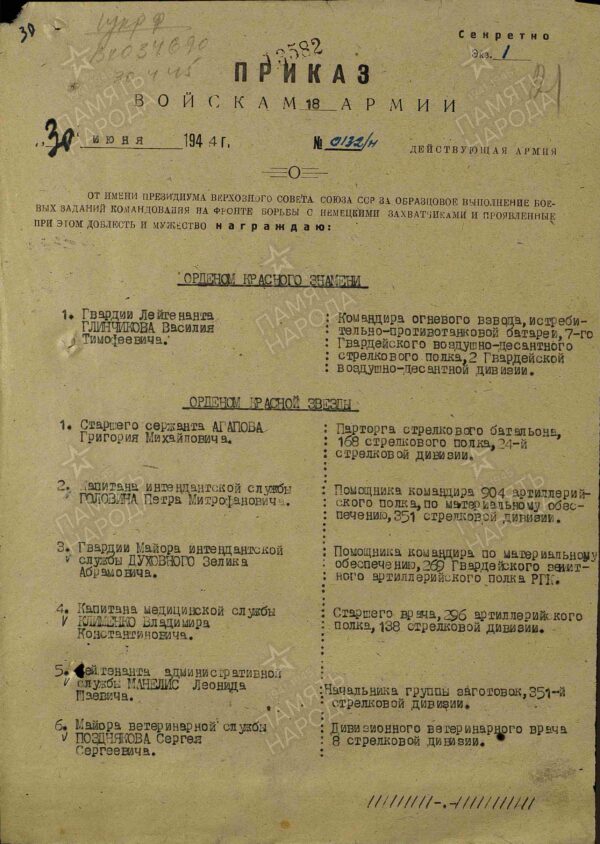 30
Секретно
Экз. 1
13582
21
ПРИКАЗ
ВОЙСКАМ 18 АРМИИ
„30 июня 1944 г. № 0132/н ДЕЙСТВУЮЩАЯ АРМИЯ
ОТ ИМЕНИ ПРЕЗИДИУМА ВЕРХОВНОГО СОВЕТА СОЮЗА ССР ЗА ОБРАЗЦОВОЕ ВЫПОЛНЕНИЕ БОЕ-
ВЫХ ЗАДАНИЙ КОМАНДОВАНИЯ НА ФРОНТЕ БОРЬБЫ С НЕМЕЦКИМИ ЗАХВАТЧИКАМИ И ПРОЯВЛЕННЫЕ
ПРИ ЭТОМ ДОБЛЕСТЬ И МУЖЕСТВО награждаю:
ОРДЕНОМ КРАСНОГО ЗНАМЕНИ
1. Гвардии Лейтенанта : Командира огневого взвода, истреби-
ГЛИНЧИКОВА Василия : тельно-противотанковой батареи, 7-го
Тимофеевича. : Гвардейского воздушно-десантного
: стрелкового полка, 2 Гвардейской
: воздушно-десантной дивизии.
ОРДЕНОМ КРАСНОЙ ЗВЕЗДЫ
1. Старшего сержанта АГАПОВА : Парторга стрелкового батальона,
Григория Михайловича. : 168 стрелкового полка, 24-й
: стрелковой дивизии.
2. Капитана интендантской службы : Помощника командира 904 артиллерий-
ГОЛОВИНА Петра Митрофановича. : ского полка, по материальному обес-
: печению, 351 стрелковой дивизии.
3. Гвардии Майора интендантской : Помощника командира по материальному
службы ДУХОВНОГО Зелика : обеспечению, 269 Гвардейского зенит-
Абрамовича. : ного артиллерийского полка РГК.
4. Капитана медицинской службы : Старшего врача, 296 артиллерийского
КЛИМЕНКО Владимира : полка, 138 стрелковой дивизии.
Константиновича.
5. Лейтенанта административной
службы МАНЕЛИС Леонида : Начальника группы заготовок, 351-й
Шаевича. : стрелковой дивизии.
6. Майора ветеринарной службы : Дивизионного ветеринарного врача
ПОЗДНЯКОВА Сергея : 8 стрелковой дивизии.
Сергеевича.
ПАМЯТЬ НАРОДА